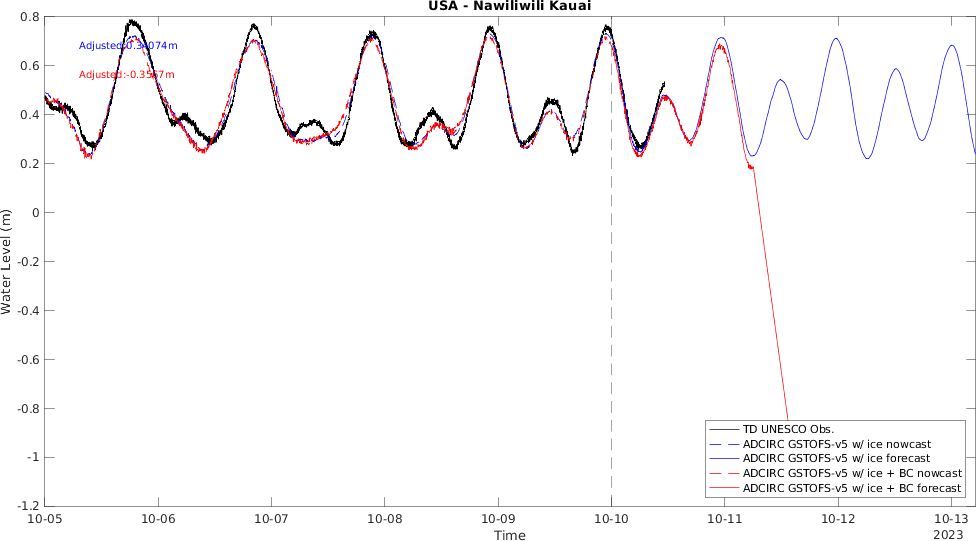 USA - Nawiliwili Kauai
0.8
0.6
0.4
0.2
0
-0.2
-0.4
-0.6
-0.8
-1
-1.2
Water Level (m)
TD UNESCO Obs.
ADCIRC GSTOFS-v5 w/ ice nowcast
ADCIRC GSTOFS-v5 w/ ice forecast
ADCIRC GSTOFS-v5 w/ ice + BC nowcast
ADCIRC GSTOFS-v5 w/ ice + BC forecast
10-05 10-06 10-07 10-08 10-09 10-10 10-11 10-12 10-13
Time
2023